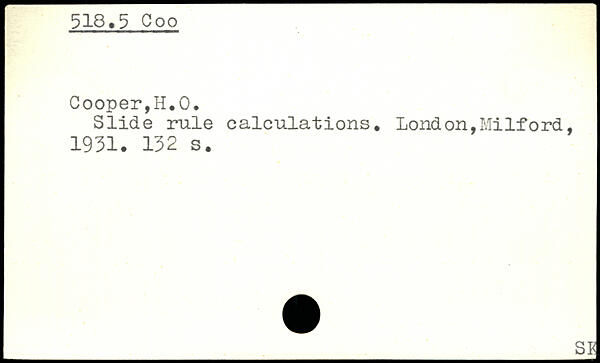 518.5 Coo
Cooper,H.O.
Slide rule calculations. London,Milford,
1931. 132 s.
SK